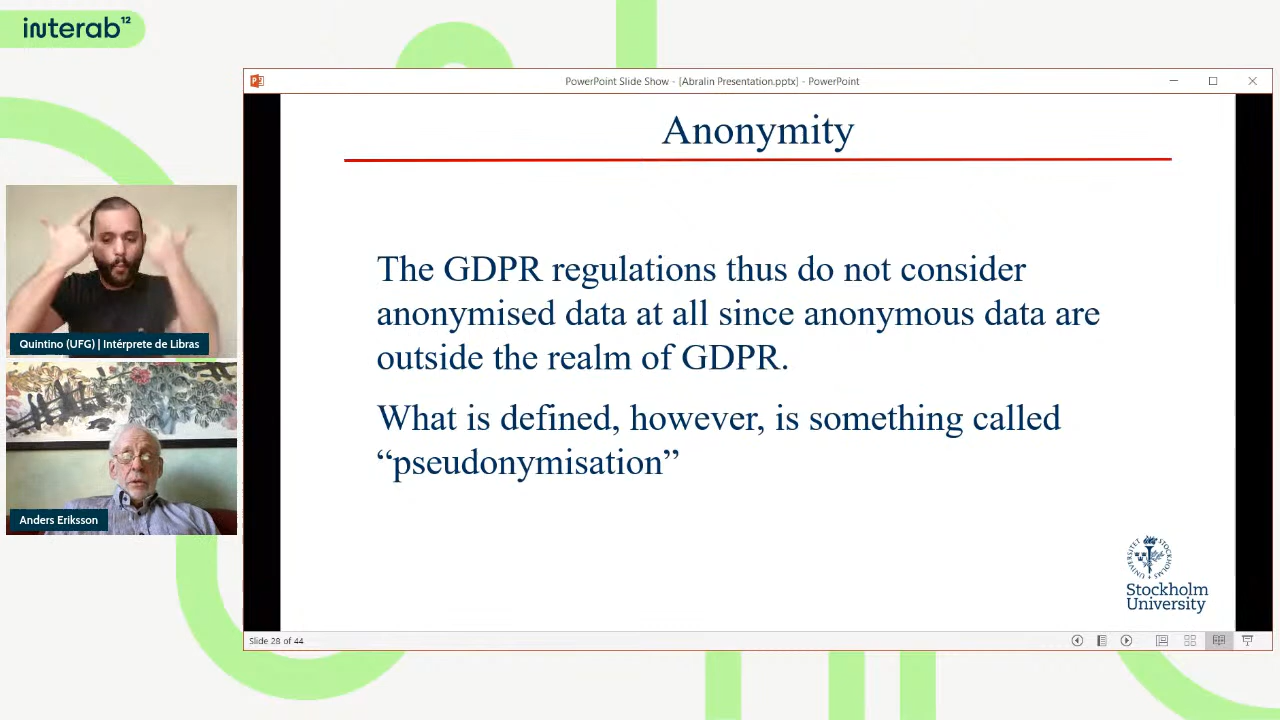 interab¹²
PowerPoint Slide Show - [Abralin Presentation.pptx] - PowerPoint
Anonymity
The GDPR regulations thus do not consider
anonymised data at all since anonymous data are
outside the realm of GDPR.
What is defined, however, is something called
“pseudonymisation”
Quintino (UFG) | Intérprete de Libras
Anders Eriksson
Stockholm
University
Slide 28 of 44